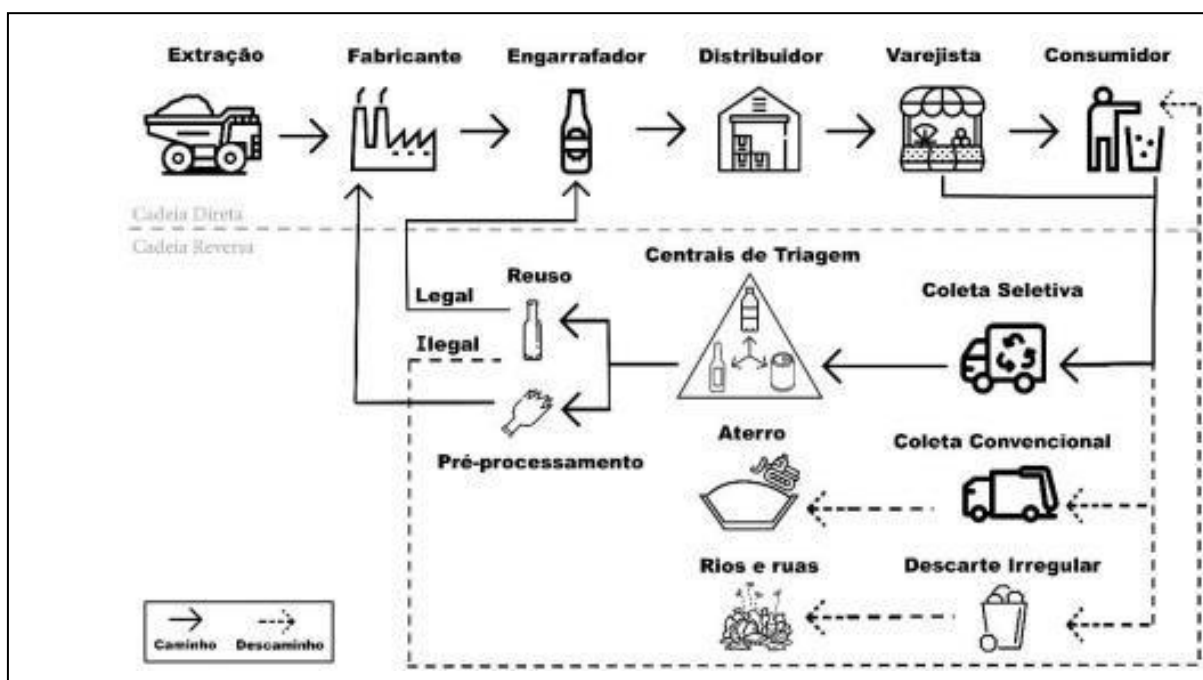 Extração
Fabricante
Engarrafador
Distribuidor
Varejista
Consumidor
Cadeia Direta
Cadeia Reversa
Centrais de Triagem
Reuso
Coleta Seletiva
Legal
Ilegal
Aterro
Coleta Convencional
Pré-processamento
Rios e ruas
Descarte Irregular
Caminho
Descaminho